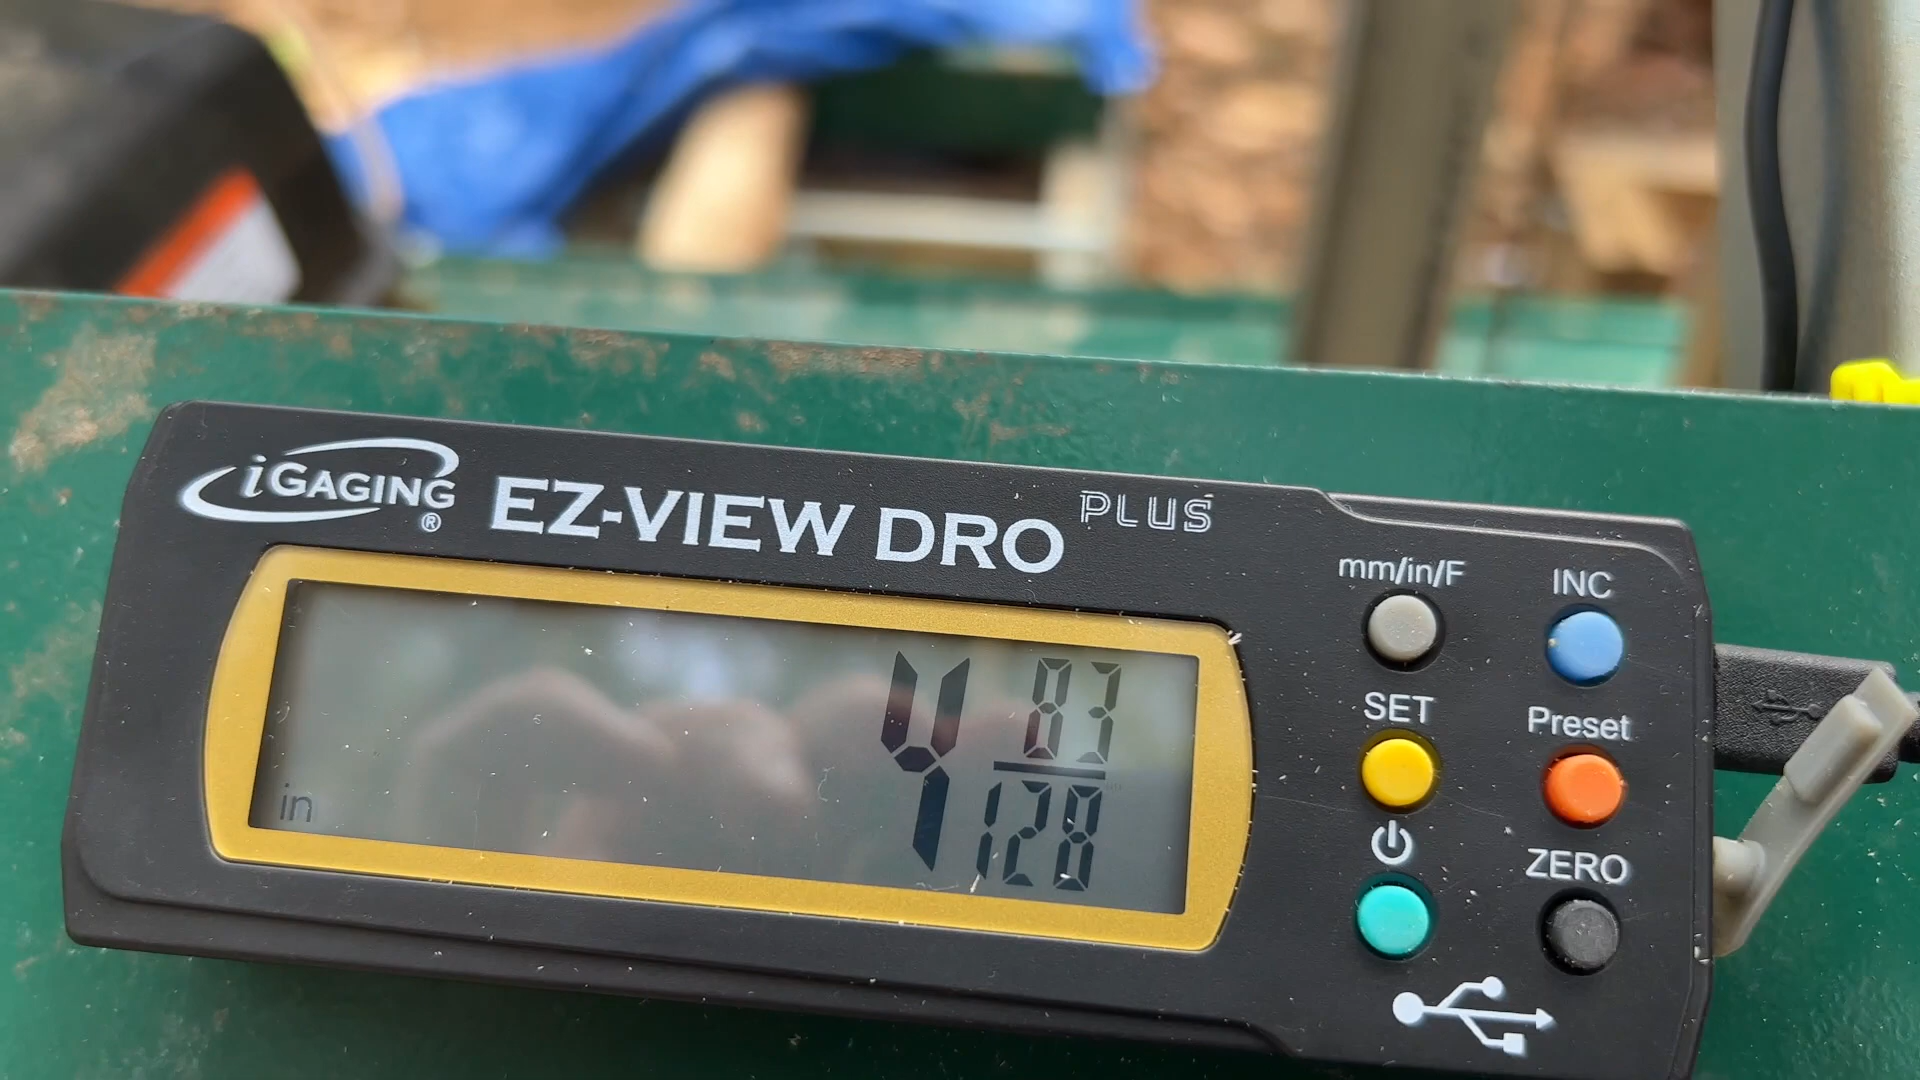 iGAGING®
EZ-VIEW DRO PLUS
mm/in/F INC
SET Preset
ZERO
in 4 83/128